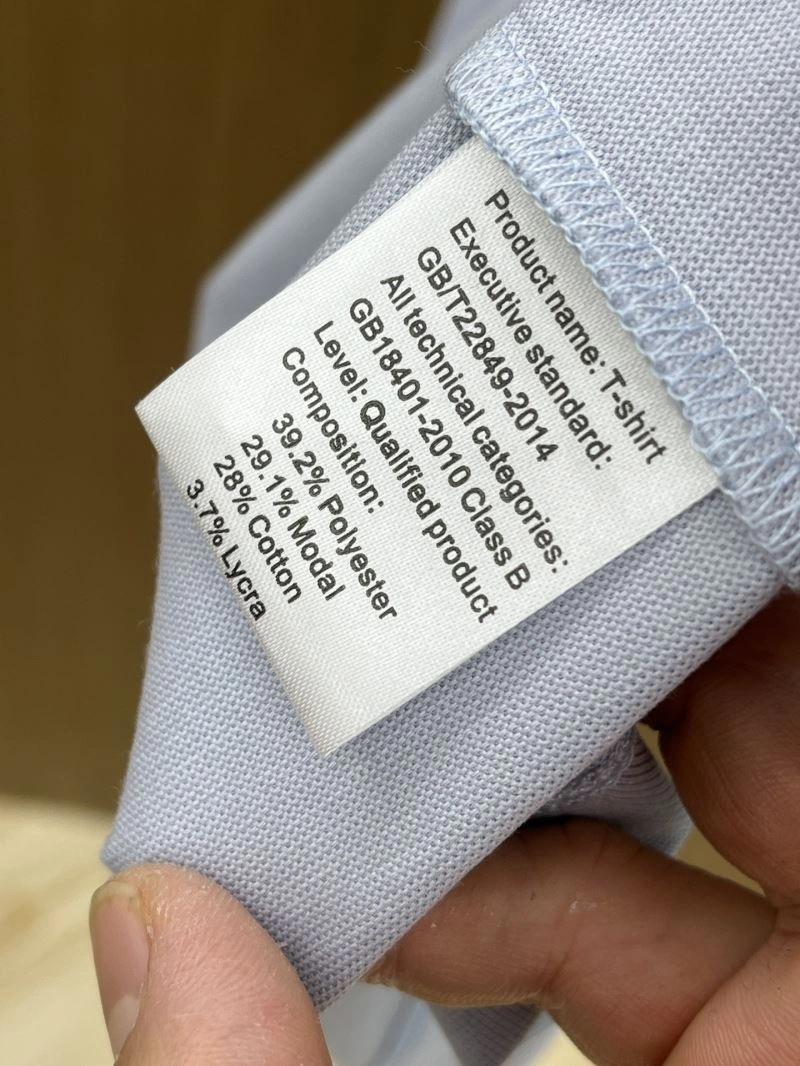 Product name: T-shirt
Executive standard:
GB/T22849-2014
All technical categories:
GB18401-2010 Class B
Level: Qualified product
Composition:
39.2% Polyester
29.1% Modal
28% Cotton
3.7% Lycra